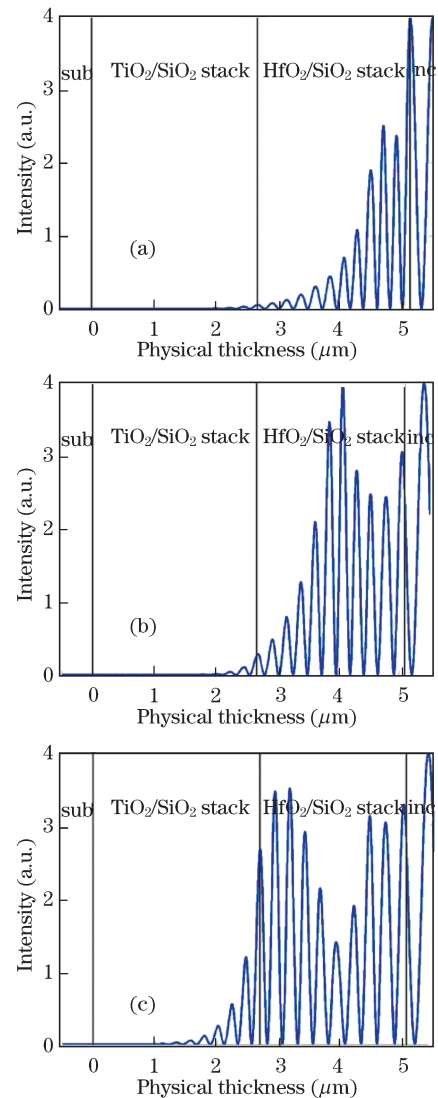 4
sub TiO2/SiO2 stack HfO2/SiO2 stack inc
3
2
1
0
Intensity (a.u.)
(a)
0 1 2 3 4 5
Physical thickness (μm)
4
sub TiO2/SiO2 stack HfO2/SiO2 stack inc
3
2
1
0
Intensity (a.u.)
(b)
0 1 2 3 4 5
Physical thickness (μm)
4
sub TiO2/SiO2 stack HfO2/SiO2 stack inc
3
2
1
0
Intensity (a.u.)
(c)
0 1 2 3 4 5
Physical thickness (μm)